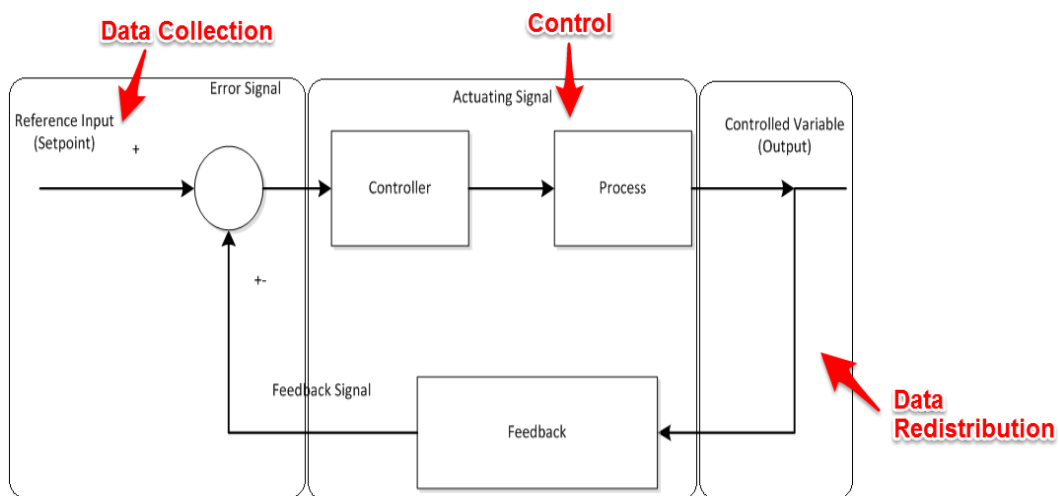 Data Collection
Control
Error Signal
Actuating Signal
Reference Input
(Setpoint)
+
Controlled Variable
(Output)
Controller
Process
+-
Feedback Signal
Feedback
Data
Redistribution